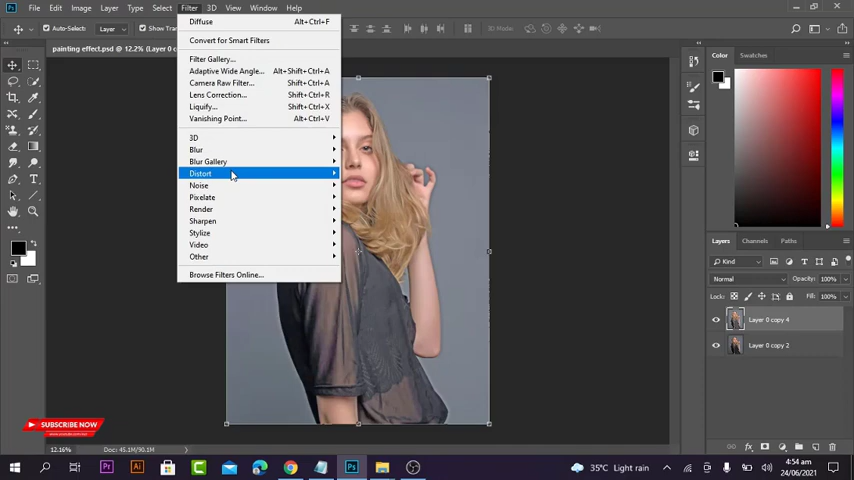 Ps File Edit Image Layer Type Select Filter 3D View Window Help
Auto-Select: Layer Show Tran 3D Mode:
painting effect.psd @ 12.2% (Layer 0 co
Diffuse Alt+Ctrl+F
Convert for Smart Filters
Filter Gallery...
Adaptive Wide Angle... Alt+Shift+Ctrl+A
Camera Raw Filter... Shift+Ctrl+A
Lens Correction... Shift+Ctrl+R
Liquify... Shift+Ctrl+X
Vanishing Point... Alt+Ctrl+V
3D
Blur
Blur Gallery
Distort
Noise
Pixelate
Render
Sharpen
Stylize
Video
Other
Browse Filters Online...
Color Swatches
Layers Channels Paths
Kind
Normal Opacity: 100%
Lock: Fill: 100%
Layer 0 copy 4
Layer 0 copy 2
SUBSCRIBE NOW
12.16% Doc: 45.1M/90.1M
Pr Ai Ps 35°C Light rain 4:54 am
24/06/2021